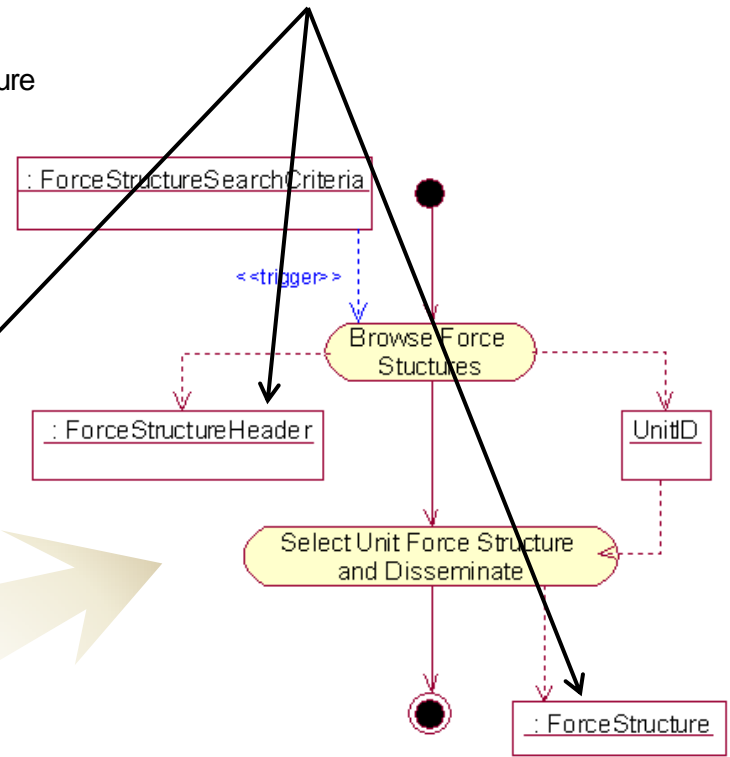 ure
: ForceStructureSearchCriteria
<<trigger>>
Browse Force
Stuctures
: ForceStructureHeader
UnitID
Select Unit Force Structure
and Disseminate
: ForceStructure